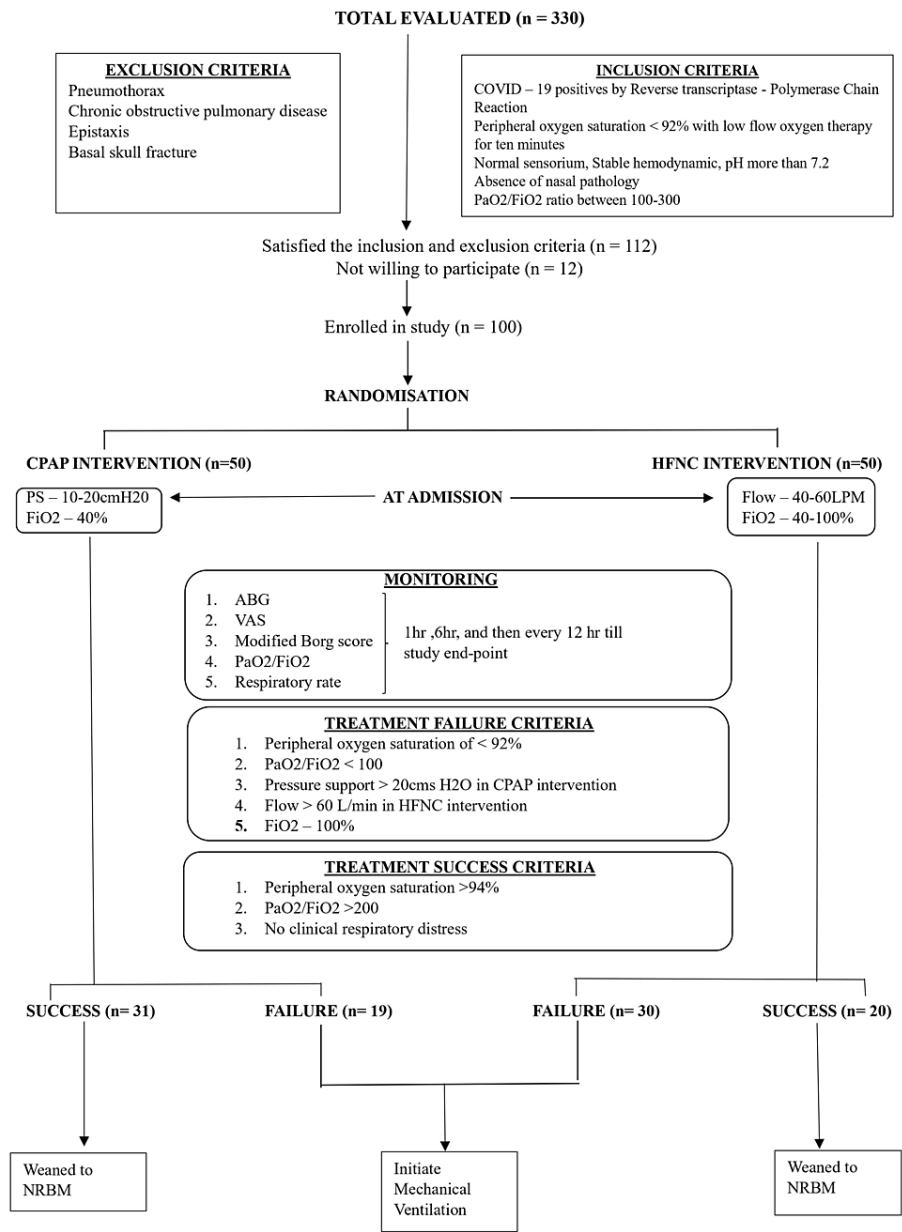 TOTAL EVALUATED (n = 330)
EXCLUSION CRITERIA
Pneumothorax
Chronic obstructive pulmonary disease
Epistaxis
Basal skull fracture
INCLUSION CRITERIA
COVID – 19 positives by Reverse transcriptase - Polymerase Chain
Reaction
Peripheral oxygen saturation < 92% with low flow oxygen therapy
for ten minutes
Normal sensorium, Stable hemodynamic, pH more than 7.2
Absence of nasal pathology
PaO2/FiO2 ratio between 100-300
Satisfied the inclusion and exclusion criteria (n = 112)
Not willing to participate (n = 12)
Enrolled in study (n = 100)
RANDOMISATION
CPAP INTERVENTION (n=50)
HFNC INTERVENTION (n=50)
PS – 10-20cmH20
FiO2 – 40%
AT ADMISSION
Flow – 40-60LPM
FiO2 – 40-100%
MONITORING
1. ABG
2. VAS
3. Modified Borg score
4. PaO2/FiO2
5. Respiratory rate
1hr ,6hr, and then every 12 hr till
study end-point
TREATMENT FAILURE CRITERIA
1. Peripheral oxygen saturation of < 92%
2. PaO2/FiO2 < 100
3. Pressure support > 20cms H2O in CPAP intervention
4. Flow > 60 L/min in HFNC intervention
5. FiO2 – 100%
TREATMENT SUCCESS CRITERIA
1. Peripheral oxygen saturation >94%
2. PaO2/FiO2 >200
3. No clinical respiratory distress
SUCCESS (n= 31)
FAILURE (n= 19)
FAILURE (n= 30)
SUCCESS (n= 20)
Weaned to
NRBM
Initiate
Mechanical
Ventilation
Weaned to
NRBM